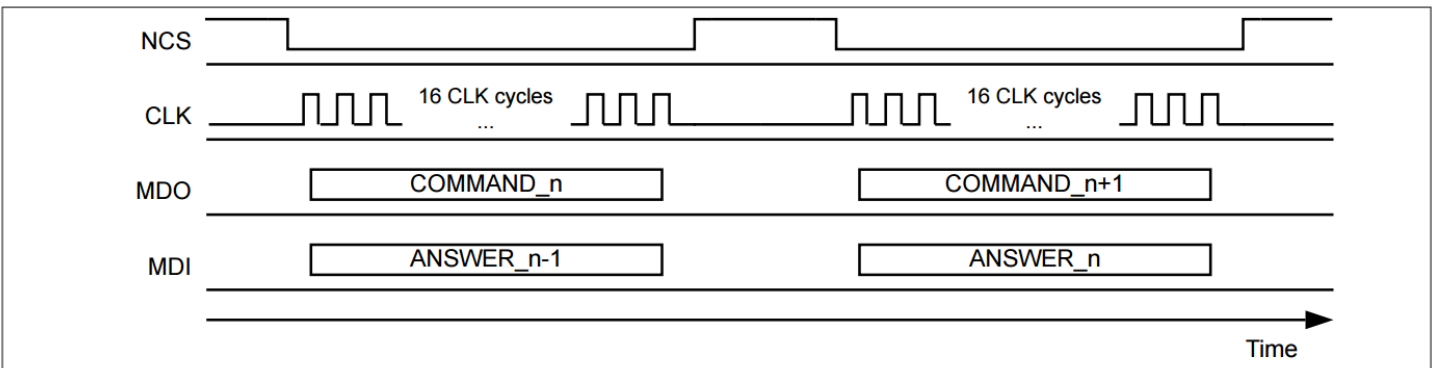 NCS
CLK
16 CLK cycles
...
16 CLK cycles
...
MDO
COMMAND_n
COMMAND_n+1
MDI
ANSWER_n-1
ANSWER_n
Time